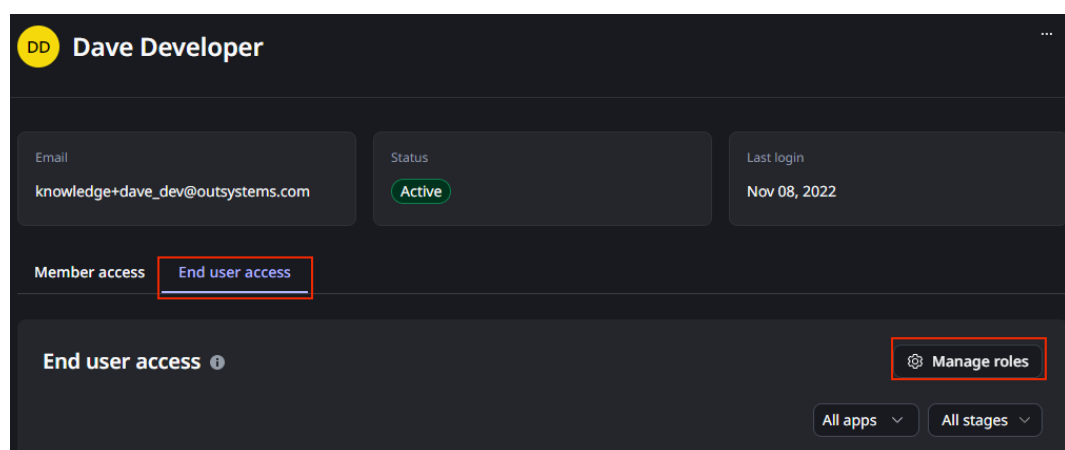 DD Dave Developer ...
Email
knowledge+dave_dev@outsystems.com
Status
Active
Last login
Nov 08, 2022
Member access End user access
End user access
Manage roles
All apps All stages